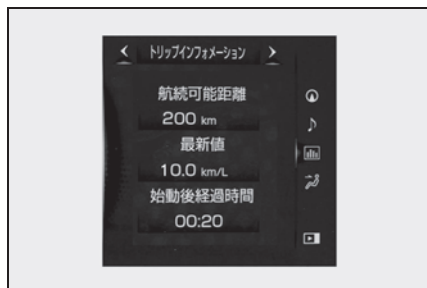 トリップインフォメーション
航続可能距離
200 km
最新値
10.0 km/L
始動後経過時間
00:20